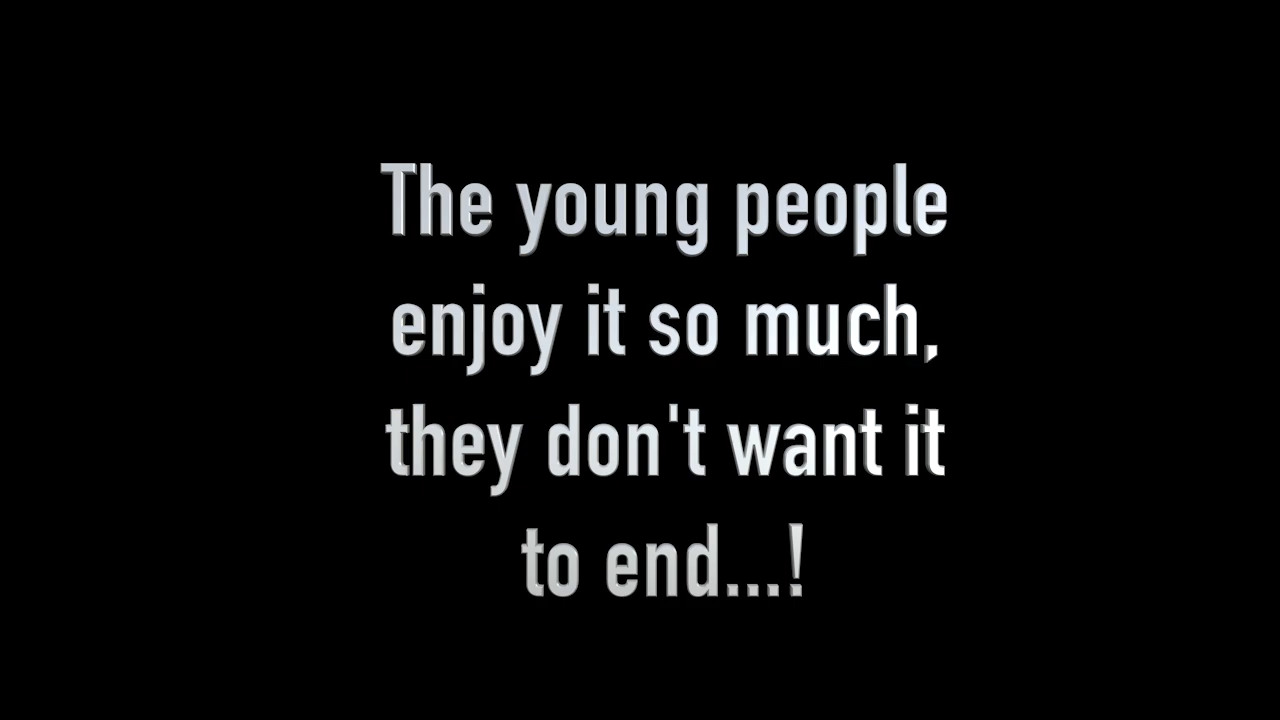 The young people
enjoy it so much,
they don't want it
to end...!